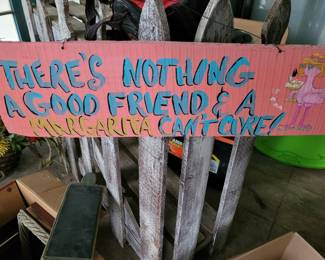 THERE'S NOTHING
A GOOD FRIEND & A
MARGARITA CAN'T CURE!